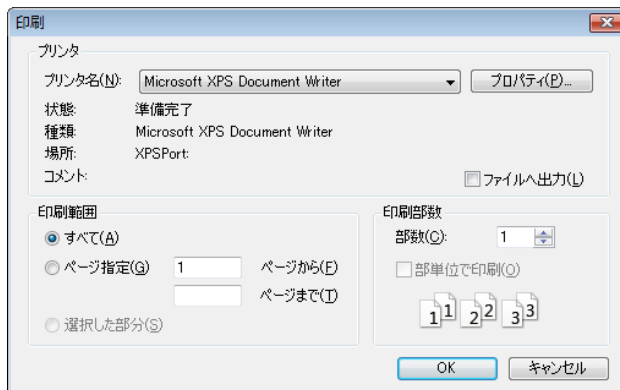 印刷
プリンタ
プリンタ名(N): Microsoft XPS Document Writer プロパティ(P)...
状態: 準備完了
種類: Microsoft XPS Document Writer
場所: XPSPort:
コメント: ファイルへ出力(L)
印刷範囲
すべて(A)
ページ指定(G) 1 ページから(F)
ページまで(T)
選択した部分(S)
印刷部数
部数(C): 1
部単位で印刷(O)
1 1 2 2 3 3
OK キャンセル